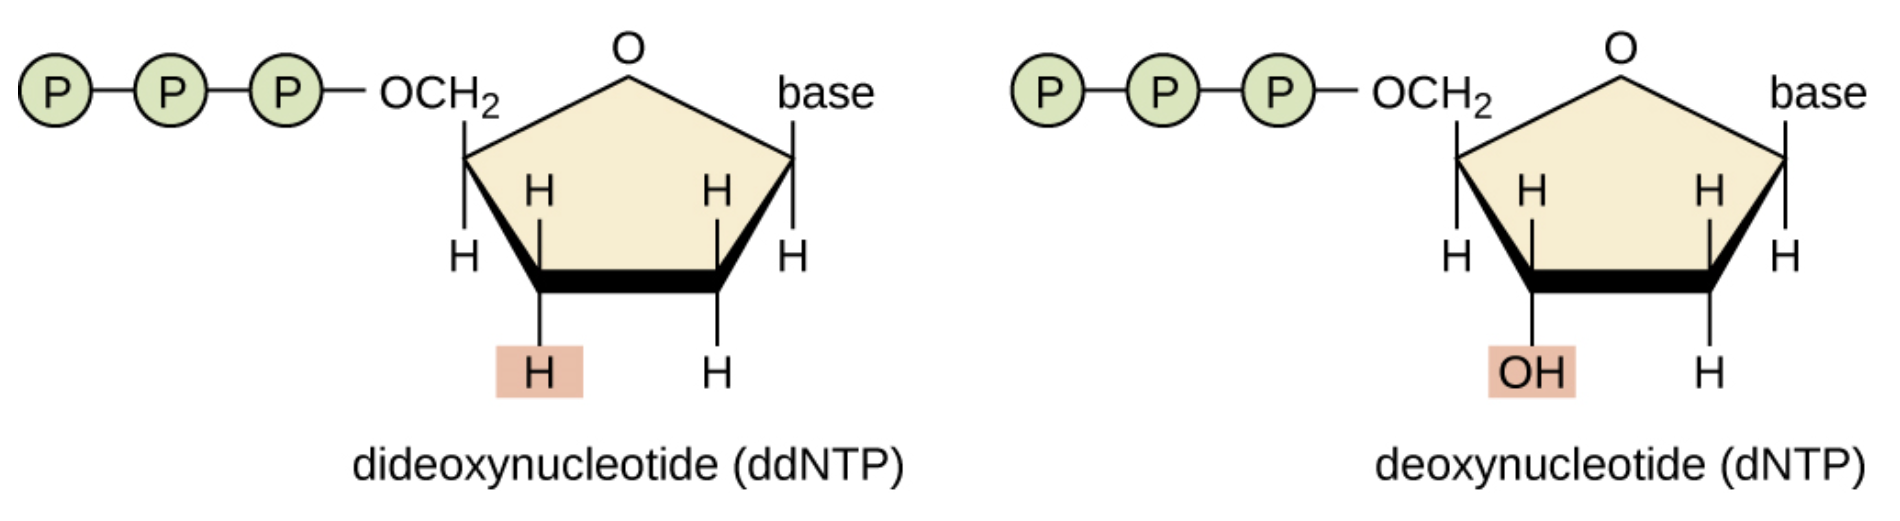 O O
P P P OCH2 base P P P OCH2 base
H H H H
H H H H
H H OH H
dideoxynucleotide (ddNTP) deoxynucleotide (dNTP)